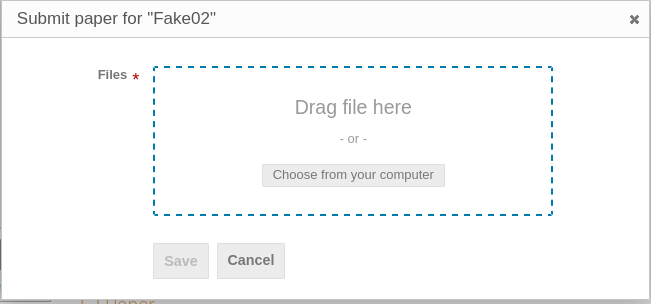 Submit paper for "Fake02"
✖
Files *
Drag file here
- or -
Choose from your computer
Save Cancel